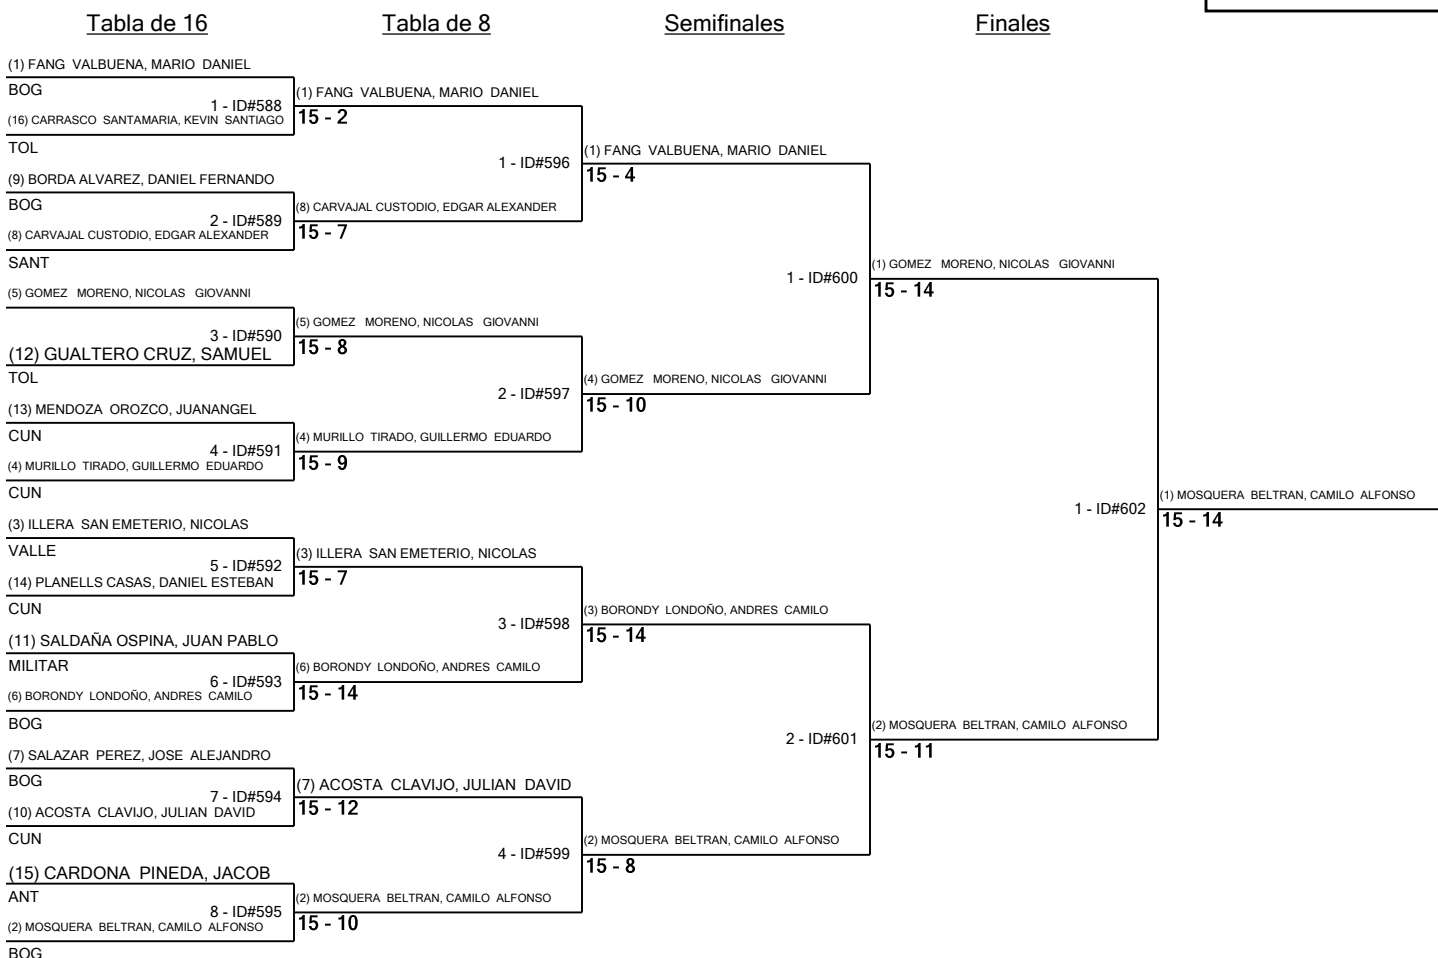 Tabla de 16
Tabla de 8
Semifinales
Finales
(1) FANG VALBUENA, MARIO DANIEL
BOG
1 - ID#588
(16) CARRASCO SANTAMARIA, KEVIN SANTIAGO
TOL
(9) BORDA ALVAREZ, DANIEL FERNANDO
BOG
2 - ID#589
(8) CARVAJAL CUSTODIO, EDGAR ALEXANDER
SANT
(5) GOMEZ MORENO, NICOLAS GIOVANNI
3 - ID#590
(12) GUALTERO CRUZ, SAMUEL
TOL
(13) MENDOZA OROZCO, JUANANGEL
CUN
4 - ID#591
(4) MURILLO TIRADO, GUILLERMO EDUARDO
CUN
(3) ILLERA SAN EMETERIO, NICOLAS
VALLE
5 - ID#592
(14) PLANELLS CASAS, DANIEL ESTEBAN
CUN
(11) SALDAÑA OSPINA, JUAN PABLO
MILITAR
6 - ID#593
(6) BORONDY LONDOÑO, ANDRES CAMILO
BOG
(7) SALAZAR PEREZ, JOSE ALEJANDRO
BOG
7 - ID#594
(10) ACOSTA CLAVIJO, JULIAN DAVID
CUN
(15) CARDONA PINEDA, JACOB
ANT
8 - ID#595
(2) MOSQUERA BELTRAN, CAMILO ALFONSO
BOG
(1) FANG VALBUENA, MARIO DANIEL
15 - 2
1 - ID#596
(8) CARVAJAL CUSTODIO, EDGAR ALEXANDER
15 - 7
(5) GOMEZ MORENO, NICOLAS GIOVANNI
15 - 8
2 - ID#597
(4) MURILLO TIRADO, GUILLERMO EDUARDO
15 - 9
(3) ILLERA SAN EMETERIO, NICOLAS
15 - 7
3 - ID#598
(6) BORONDY LONDOÑO, ANDRES CAMILO
15 - 14
(7) ACOSTA CLAVIJO, JULIAN DAVID
15 - 12
4 - ID#599
(2) MOSQUERA BELTRAN, CAMILO ALFONSO
15 - 10
(1) FANG VALBUENA, MARIO DANIEL
15 - 4
1 - ID#600
(4) GOMEZ MORENO, NICOLAS GIOVANNI
15 - 10
(3) BORONDY LONDOÑO, ANDRES CAMILO
15 - 14
2 - ID#601
(2) MOSQUERA BELTRAN, CAMILO ALFONSO
15 - 8
(1) GOMEZ MORENO, NICOLAS GIOVANNI
15 - 14
1 - ID#602
(2) MOSQUERA BELTRAN, CAMILO ALFONSO
15 - 11
(1) MOSQUERA BELTRAN, CAMILO ALFONSO
15 - 14